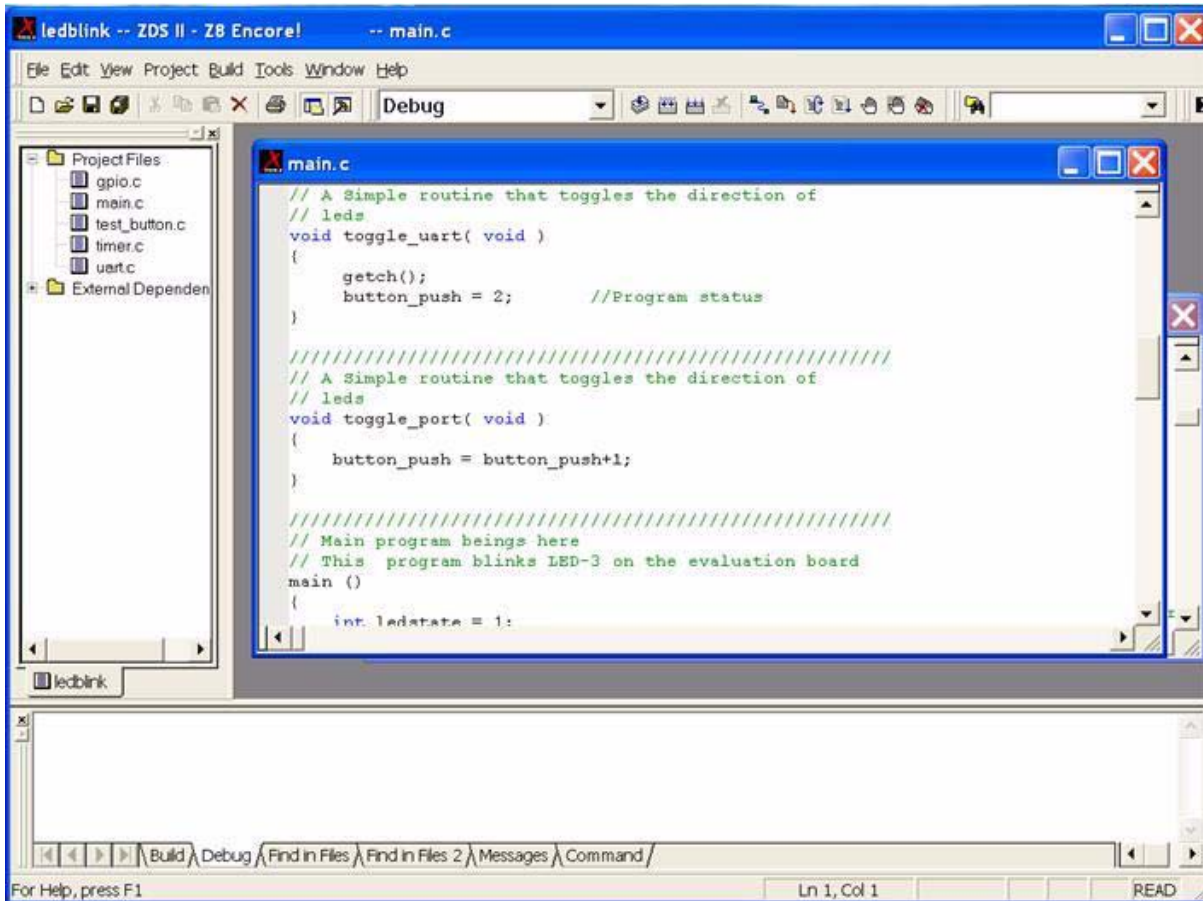 ledblink -- ZDS II - Z8 Encore! -- main.c
File Edit View Project Build Tools Window Help
Debug
Project Files
gpio.c
main.c
test_button.c
timer.c
uart.c
External Dependen
ledblink
main.c
// A Simple routine that toggles the direction of
// leds
void toggle_uart( void )
{
getch();
button_push = 2; //Program status
}
////////////////////////////////////////////////////////
// A Simple routine that toggles the direction of
// leds
void toggle_port( void )
{
button_push = button_push+1;
}
////////////////////////////////////////////////////////
// Main program beings here
// This program blinks LED-3 on the evaluation board
main ()
{
int ledstate = 1;
Build Debug Find in Files Find in Files 2 Messages Command
For Help, press F1 Ln 1, Col 1 READ